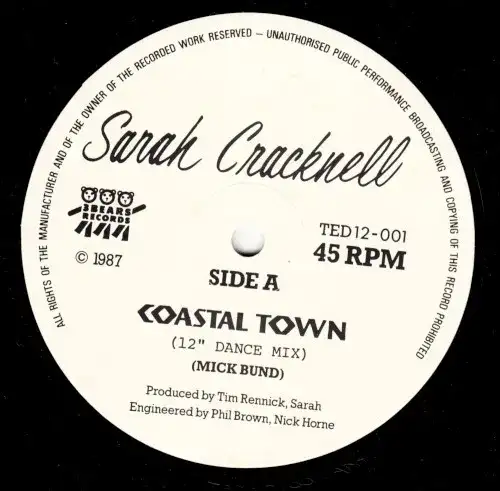 ALL RIGHTS OF THE MANUFACTURER AND OF THE OWNER OF THE RECORDED WORK RESERVED – UNAUTHORISED PUBLIC PERFORMANCE BROADCASTING AND COPYING OF THIS RECORD PROHIBITED
Sarah Cracknell
3BEARS
RECORDS
© 1987
TED12-001
45 RPM
SIDE A
COASTAL TOWN
(12" DANCE MIX)
(MICK BUND)
Produced by Tim Rennick, Sarah
Engineered by Phil Brown, Nick Horne